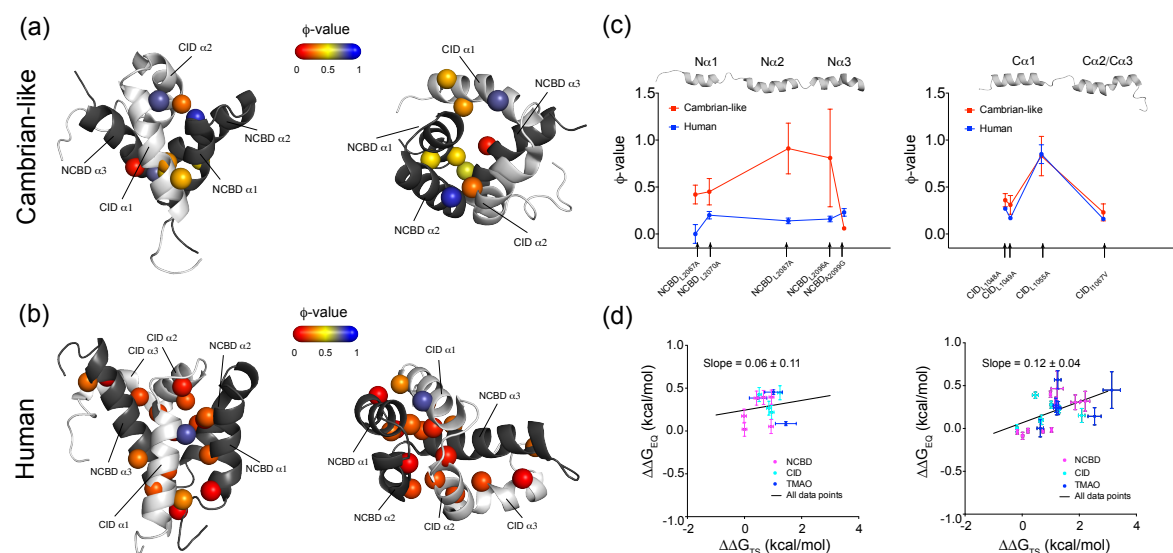 (a)
Cambrian-like
CID α2
NCBD α3
NCBD α2
NCBD α1
CID α1
ϕ-value
0 0.5 1
CID α1
NCBD α3
NCBD α1
NCBD α2
CID α2
(b)
Human
CID α3
CID α2
NCBD α2
NCBD α3
NCBD α1
CID α1
ϕ-value
0 0.5 1
CID α1
NCBD α3
NCBD α1
NCBD α2
CID α2
CID α3
(c)
Nα1 Nα2 Nα3
Cambrian-like
Human
ϕ-value
1.5
1.0
0.5
0.0
NCBD L2067A
NCBD L2070A
NCBD L2087A
NCBD L2096A
NCBD A2099G
Cα1 Cα2/Cα3
Cambrian-like
Human
ϕ-value
1.5
1.0
0.5
0.0
CID L1048A
CID L1049A
CID L1055A
CID I1067V
(d)
Slope = 0.06 ± 0.11
ΔΔG EQ (kcal/mol)
1.0
0.5
0.0
0.5
-1.0
NCBD
CID
TMAO
All data points
-2 0 2 4
ΔΔG TS (kcal/mol)
Slope = 0.12 ± 0.04
ΔΔG EQ (kcal/mol)
1.0
0.5
0.0
0.5
-1.0
NCBD
CID
TMAO
All data points
-2 0 2 4
ΔΔG TS (kcal/mol)